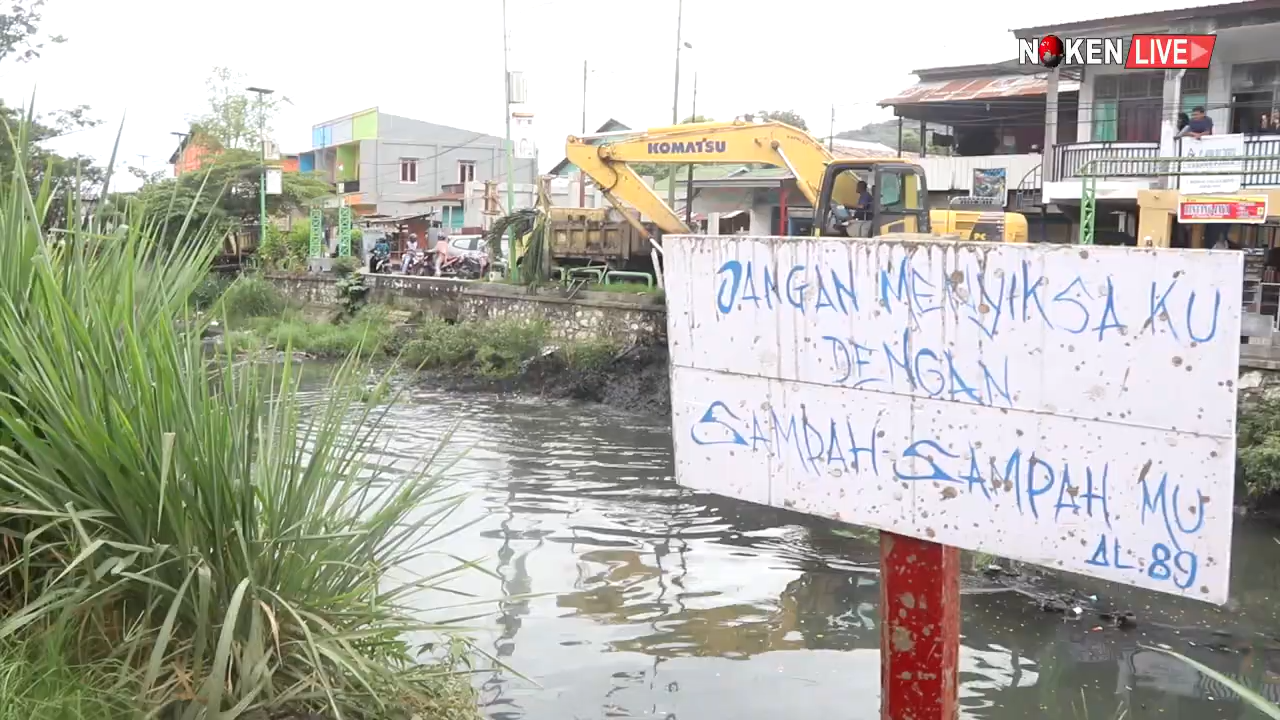 NOKEN LIVE
KOMATSU
JANGAN MENYIKSA KU
DENGAN
SAMPAH SAMPAH MU
AL.89